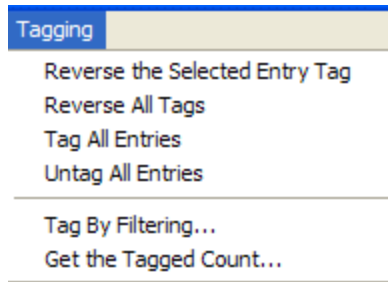 Tagging
Reverse the Selected Entry Tag
Reverse All Tags
Tag All Entries
Untag All Entries
Tag By Filtering...
Get the Tagged Count...